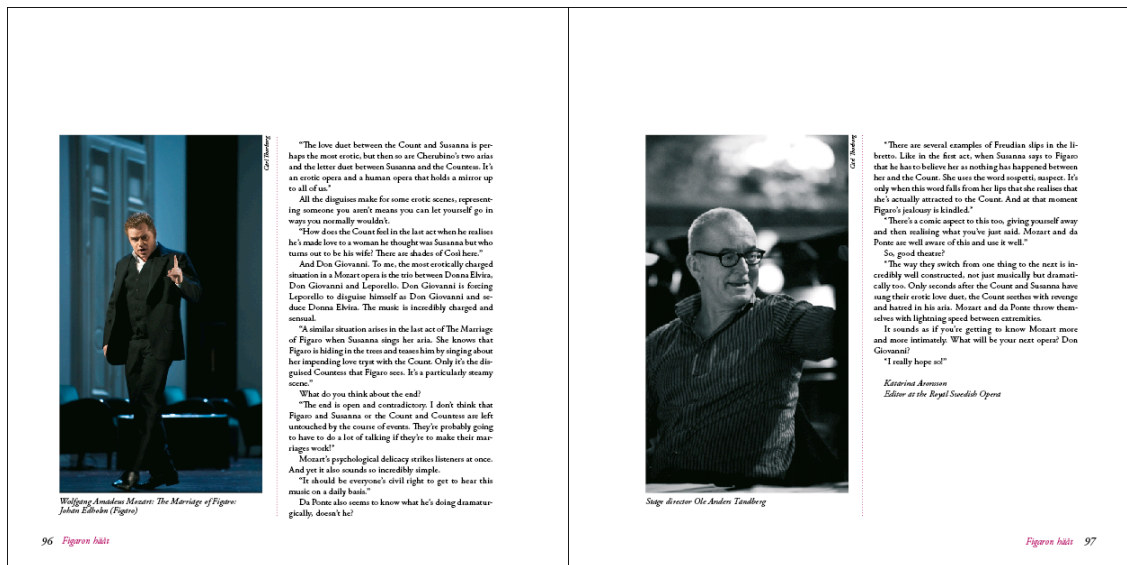 Carl Thorborg
"The love duet between the Count and Susanna is per-
haps the most erotic, but then so are Cherubino's two arias
and the letter duet between Susanna and the Countess. It's
an erotic opera and a human opera that holds a mirror up
to all of us."
All the disguises make for some erotic scenes, represent-
ing someone you aren't means you can let yourself go in
ways you normally wouldn't.
"How does the Count feel in the last act when he realises
he's made love to a woman he thought was Susanna but who
turns out to be his wife? There are shades of Così here."
And Don Giovanni. To me, the most erotically charged
situation in a Mozart opera is the trio between Donna Elvira,
Don Giovanni and Leporello. Don Giovanni is forcing
Leporello to disguise himself as Don Giovanni and se-
duce Donna Elvira. The music is incredibly charged and
sensual.
"A similar situation arises in the last act of The Marriage
of Figaro when Susanna sings her aria. She knows that
Figaro is hiding in the trees and teases him by singing about
her impending love tryst with the Count. Only it's the dis-
guised Countess that Figaro sees. It's a particularly steamy
scene."
What do you think about the end?
"The end is open and contradictory. I don't think that
Figaro and Susanna or the Count and Countess are left
untouched by the course of events. They're probably going
to have to do a lot of talking if they're to make their mar-
riages work!"
Mozart's psychological delicacy strikes listeners at once.
And yet it also sounds so incredibly simple.
"It should be everyone's civil right to get to hear this
music on a daily basis."
Da Ponte also seems to know what he's doing dramatur-
gically, doesn't he?
Wolfgang Amadeus Mozart: The Marriage of Figaro:
Johan Edholm (Figaro)
96 Figaron häät
Carl Thorborg
"There are several examples of Freudian slips in the li-
bretto. Like in the first act, when Susanna says to Figaro
that he has to believe her as nothing has happened between
her and the Count. She uses the word sospetti, suspect. It's
only when this word falls from her lips that she realises that
she's actually attracted to the Count. And at that moment
Figaro's jealousy is kindled."
"There's a comic aspect to this too, giving yourself away
and then realising what you've just said. Mozart and da
Ponte are well aware of this and use it well."
So, good theatre?
"The way they switch from one thing to the next is in-
credibly well constructed, not just musically but dramati-
cally too. Only seconds after the Count and Susanna have
sung their erotic love duet, the Count seethes with revenge
and hatred in his aria. Mozart and da Ponte throw them-
selves with lightning speed between extremities.
It sounds as if you're getting to know Mozart more
and more intimately. What will be your next opera? Don
Giovanni?
"I really hope so!"
Katarina Aronsson
Editor at the Royal Swedish Opera
Stage director Ole Anders Tandberg
Figaron häät 97